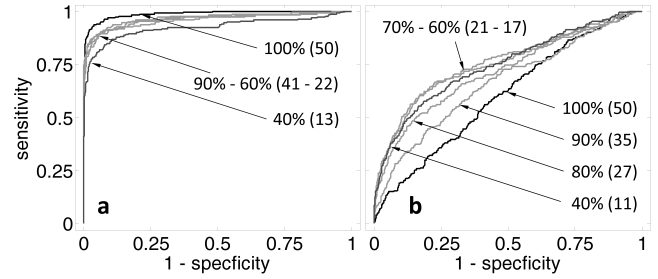 1
0.75
0.5
0.25
0
sensitivity
100% (50)
90% - 60% (41 - 22)
40% (13)
a
0 0.25 0.5 0.75 1
1 - specficity
70% - 60% (21 - 17)
100% (50)
90% (35)
80% (27)
40% (11)
b
0 0.25 0.5 0.75 1
1 - specficity